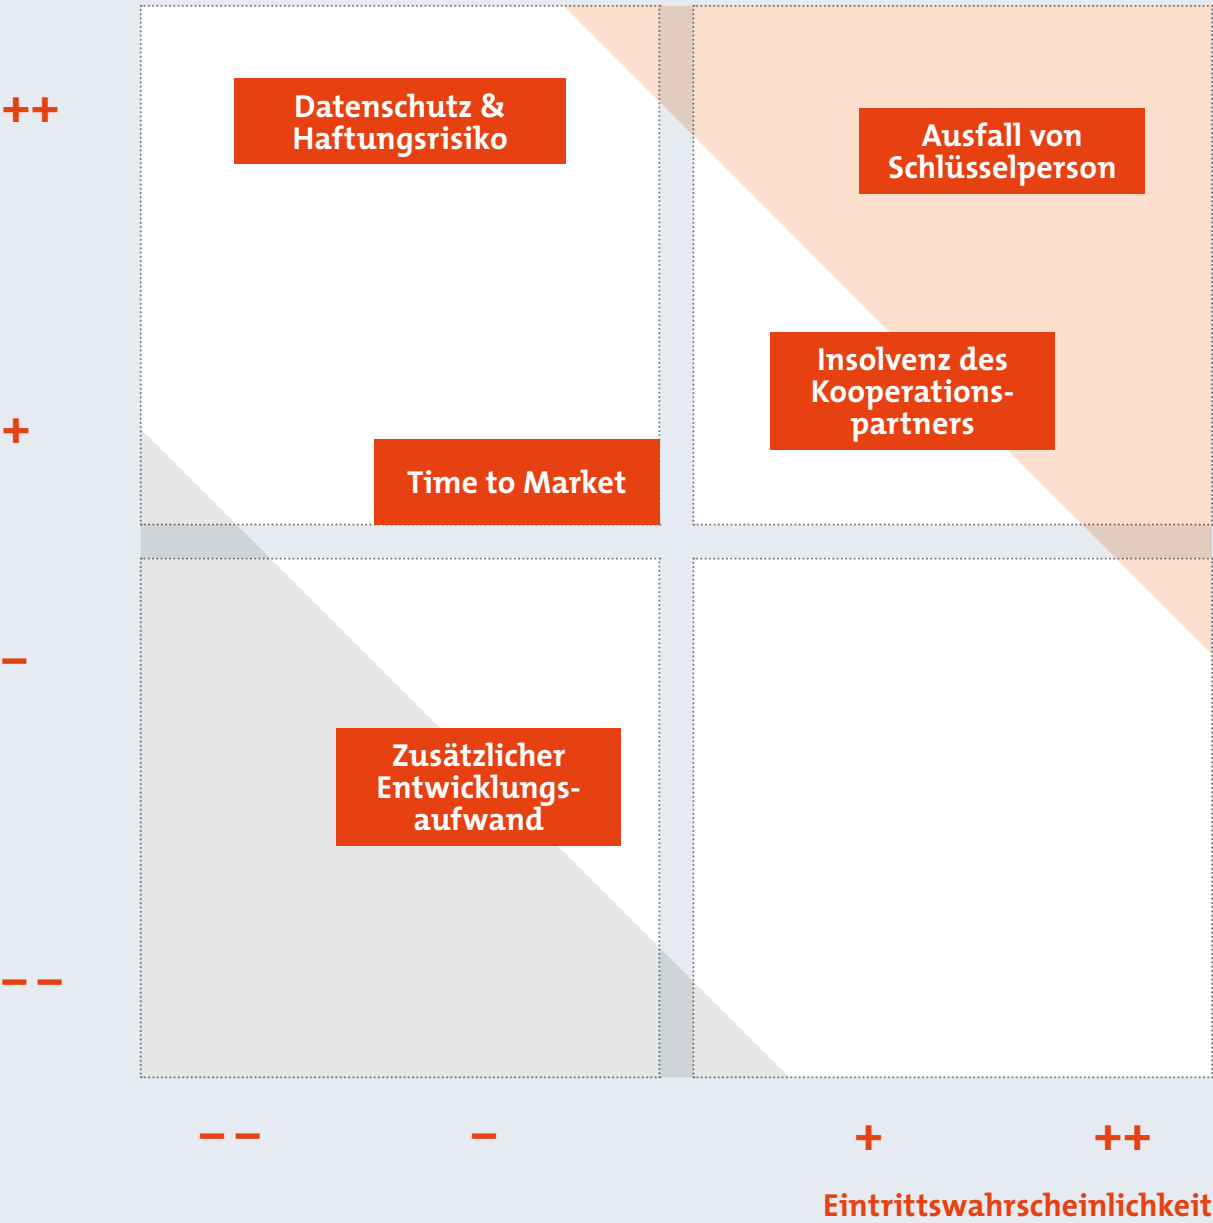 ++
Datenschutz &
Haftungsrisiko
Ausfall von
Schlüsselperson
Insolvenz des
Kooperations-
partners
+
Time to Market
–
Zusätzlicher
Entwicklungs-
aufwand
– –
– –
–
+
++
Eintrittswahrscheinlichkeit